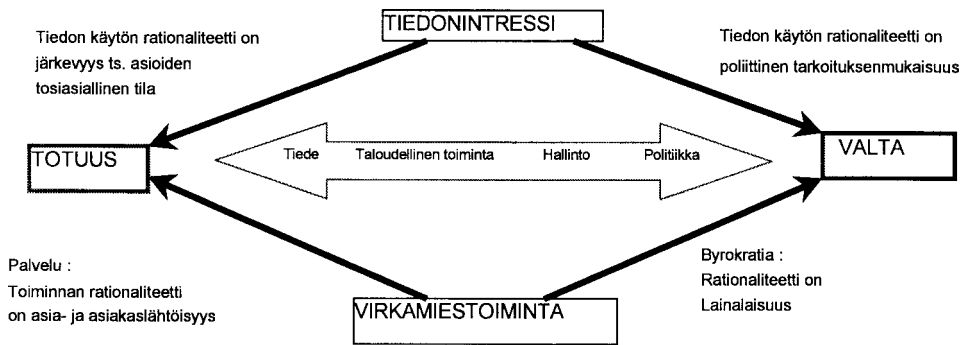 TIEDONINTRESSI
Tiedon käytön rationaliteetti on
järkevyys ts. asioiden
tosiasiallinen tila
Tiedon käytön rationaliteetti on
poliittinen tarkoituksenmukaisuus
TOTUUS
Tiede Taloudellinen toiminta Hallinto Politiikka
VALTA
Palvelu :
Toiminnan rationaliteetti
on asia- ja asiakaslähtöisyys
VIRKAMIESTOIMINTA
Byrokratia :
Rationaliteetti on
Lainalaisuus